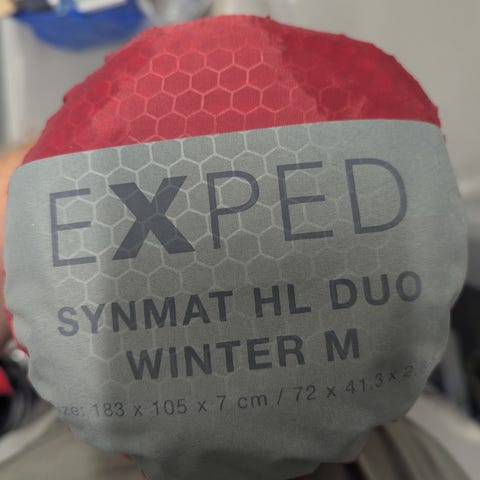 EXPED
SYNMAT HL DUO
WINTER M
183 x 105 x 7 cm / 72 x 41.3 x